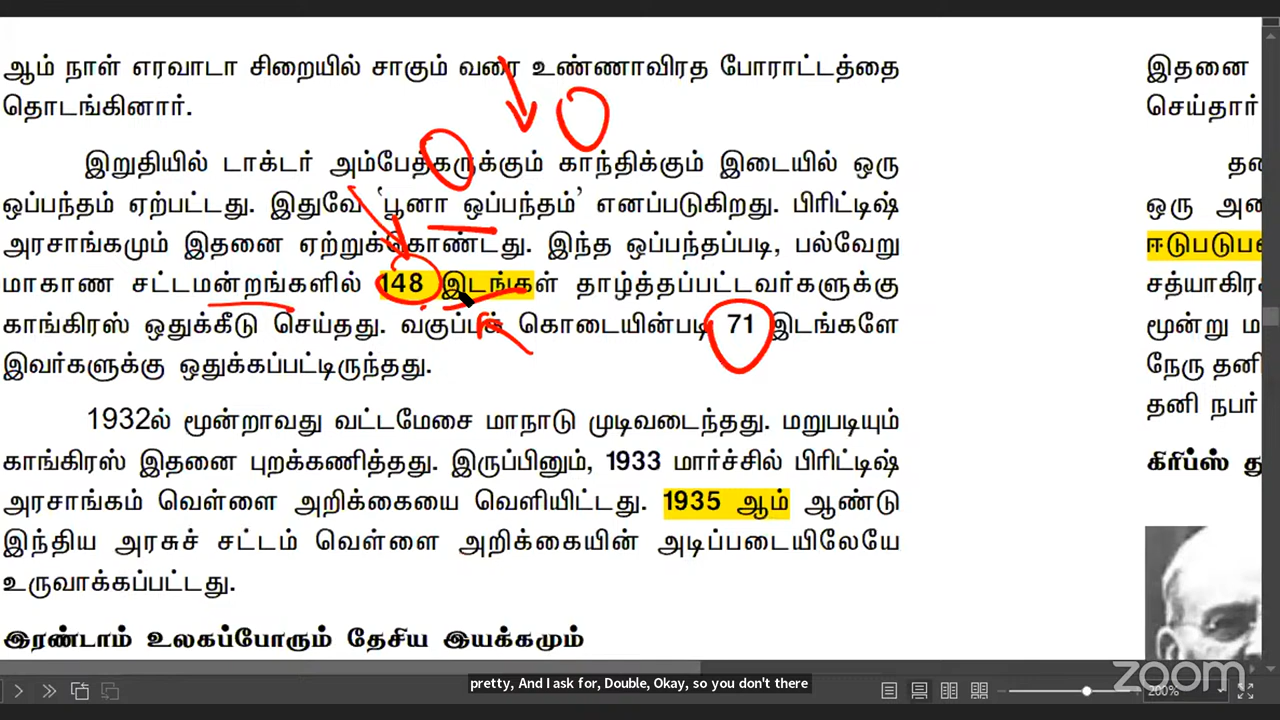 ஆம் நாள் எரவாடா சிறையில் சாகும் வரை உண்ணாவிரத போராட்டத்தை
தொடங்கினார்.
இறுதியில் டாக்டர் அம்பேத்கருக்கும் காந்திக்கும் இடையில் ஒரு
ஒப்பந்தம் ஏற்பட்டது. இதுவே 'பூனா ஒப்பந்தம்' எனப்படுகிறது. பிரிட்டிஷ்
அரசாங்கமும் இதனை ஏற்றுக்கொண்டது. இந்த ஒப்பந்தப்படி, பல்வேறு
மாகாண சட்டமன்றங்களில் 148 இடங்கள் தாழ்த்தப்பட்டவர்களுக்கு
காங்கிரஸ் ஒதுக்கீடு செய்தது. வகுப்புக் கொடையின்படி 71 இடங்களே
இவர்களுக்கு ஒதுக்கப்பட்டிருந்தது.
1932ல் மூன்றாவது வட்டமேசை மாநாடு முடிவடைந்தது. மறுபடியும்
காங்கிரஸ் இதனை புறக்கணித்தது. இருப்பினும், 1933 மார்ச்சில் பிரிட்டிஷ்
அரசாங்கம் வெள்ளை அறிக்கையை வெளியிட்டது. 1935 ஆம் ஆண்டு
இந்திய அரசுச் சட்டம் வெள்ளை அறிக்கையின் அடிப்படையிலேயே
உருவாக்கப்பட்டது.
இரண்டாம் உலகப்போரும் தேசிய இயக்கமும்
இதனை
செய்தார்
ஒரு
சத்யாகிர
மூன்று
நேரு தனி
தனி நபர்
கிரிப்ஸ்
pretty, And I ask for, Double, Okay, so you don't there
zoom
200%